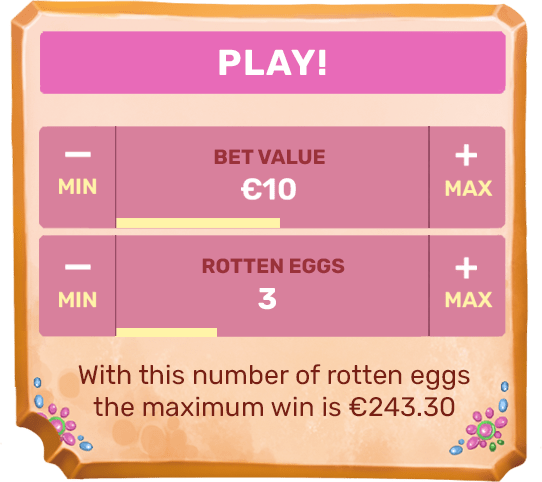 PLAY!
−
MIN
BET VALUE
€10
+
MAX
−
MIN
ROTTEN EGGS
3
+
MAX
With this number of rotten eggs
the maximum win is €243.30